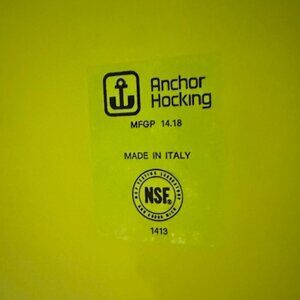 Anchor
Hocking
MFGP 14.18
MADE IN ITALY
NSF®
1413